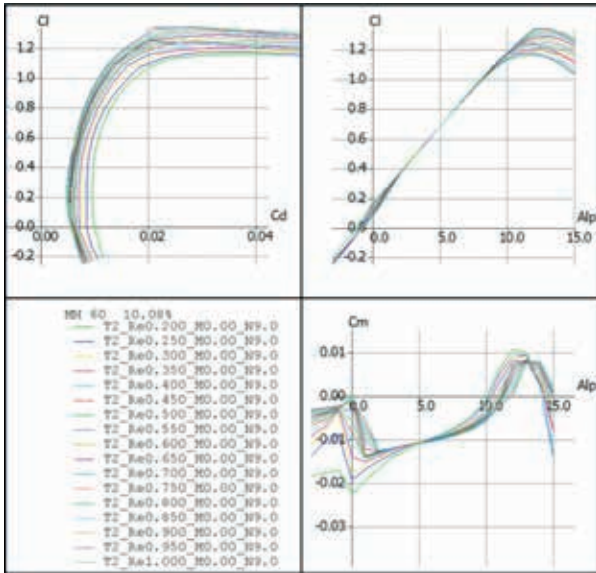 Cl
1.2
1.0
0.8
0.6
0.4
0.2
0.0
-0.2
0.00
0.02
0.04
Cd
Cl
1.2
1.0
0.8
0.6
0.4
0.2
0.0
-0.2
0.0
5.0
10.0
15.0
Alp
MH 60 10.08%
T2_Re0.200_M0.00_N9.0
T2_Re0.250_M0.00_N9.0
T2_Re0.300_M0.00_N9.0
T2_Re0.350_M0.00_N9.0
T2_Re0.400_M0.00_N9.0
T2_Re0.450_M0.00_N9.0
T2_Re0.500_M0.00_N9.0
T2_Re0.550_M0.00_N9.0
T2_Re0.600_M0.00_N9.0
T2_Re0.650_M0.00_N9.0
T2_Re0.700_M0.00_N9.0
T2_Re0.750_M0.00_N9.0
T2_Re0.800_M0.00_N9.0
T2_Re0.850_M0.00_N9.0
T2_Re0.900_M0.00_N9.0
T2_Re0.950_M0.00_N9.0
T2_Re1.000_M0.00_N9.0
Cm
0.01
0.00
-0.01
-0.02
-0.03
0.0
5.0
10.0
15.0
Alp